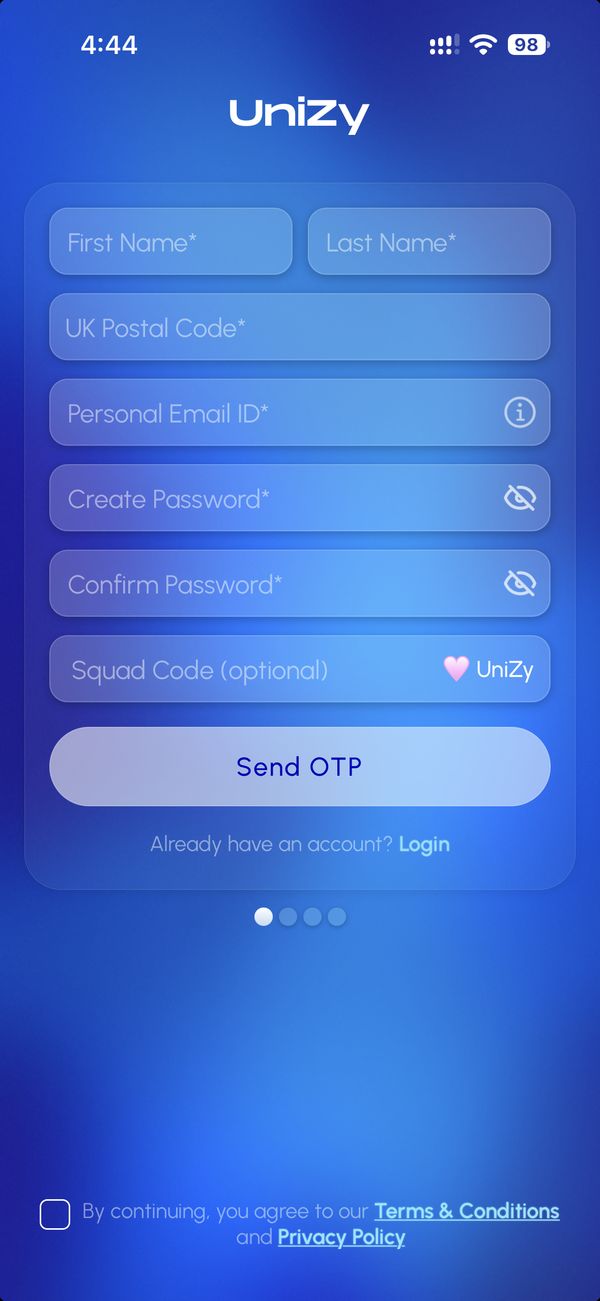 4:44
98
UniZy
First Name*
Last Name*
UK Postal Code*
Personal Email ID*
Create Password*
Confirm Password*
Squad Code (optional)
🩷 UniZy
Send OTP
Already have an account? Login
By continuing, you agree to our Terms & Conditions
and Privacy Policy